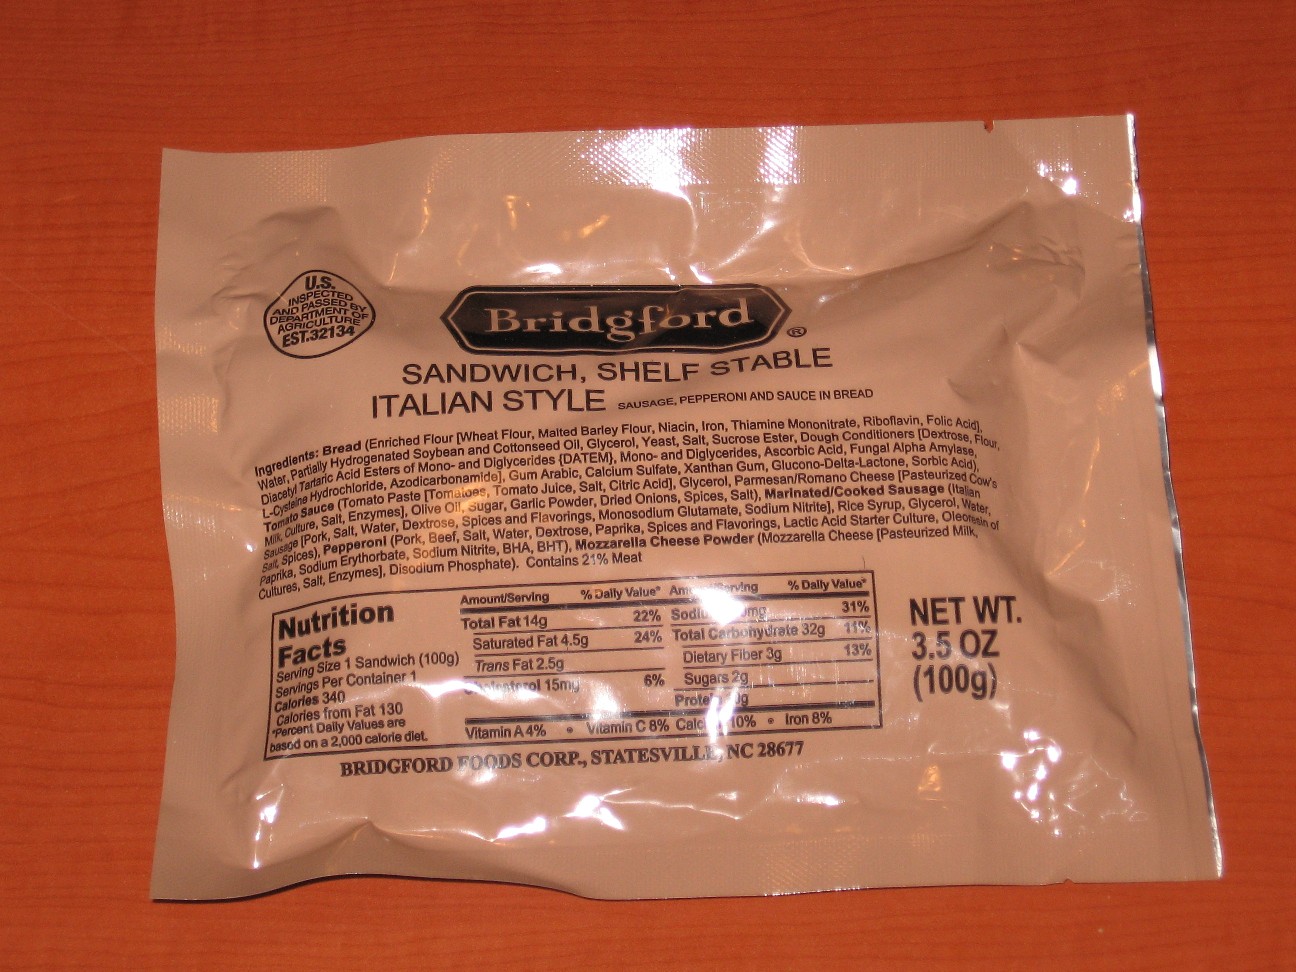 U.S.
INSPECTED
AND PASSED BY
DEPARTMENT OF
AGRICULTURE
EST.32134
Bridgford®
SANDWICH, SHELF STABLE
ITALIAN STYLE SAUSAGE, PEPPERONI AND SAUCE IN BREAD
Ingredients: Bread (Enriched Flour [Wheat Flour, Malted Barley Flour, Niacin, Iron, Thiamine Mononitrate, Riboflavin, Folic Acid],
Water, Partially Hydrogenated Soybean and Cottonseed Oil, Glycerol, Yeast, Salt, Sucrose Ester, Dough Conditioners [Dextrose, Flour,
Diacetyl Tartaric Acid Esters of Mono- and Diglycerides {DATEM}, Mono- and Diglycerides, Ascorbic Acid, Fungal Alpha Amylase,
L-Cysteine Hydrochloride, Azodicarbonamide], Gum Arabic, Calcium Sulfate, Xanthan Gum, Glucono-Delta-Lactone, Sorbic Acid),
Tomato Sauce (Tomato Paste [Tomatoes, Tomato Juice, Salt, Citric Acid], Glycerol, Parmesan/Romano Cheese [Pasteurized Cow's
Milk, Culture, Salt, Enzymes], Olive Oil, Sugar, Garlic Powder, Dried Onions, Spices, Salt), Marinated/Cooked Sausage (Italian
Sausage [Pork, Salt, Water, Dextrose, Spices and Flavorings, Monosodium Glutamate, Sodium Nitrite], Rice Syrup, Glycerol, Water,
Salt, Spices), Pepperoni (Pork, Beef, Salt, Water, Dextrose, Paprika, Spices and Flavorings, Lactic Acid Starter Culture, Oleoresin of
Paprika, Sodium Erythorbate, Sodium Nitrite, BHA, BHT), Mozzarella Cheese Powder (Mozzarella Cheese [Pasteurized Milk,
Cultures, Salt, Enzymes], Disodium Phosphate). Contains 21% Meat
Nutrition
Facts
Serving Size 1 Sandwich (100g)
Servings Per Container 1
Calories 340
Calories from Fat 130
*Percent Daily Values are
based on a 2,000 calorie diet.
Amount/Serving % Daily Value*
Total Fat 14g 22%
Saturated Fat 4.5g 24%
Trans Fat 2.5g
Cholesterol 15mg 6%
Amount/Serving % Daily Value*
31%
Total Carbohydrate 32g 11%
Dietary Fiber 3g 13%
Sugars 2g
Protein
Vitamin A 4% • Vitamin C 8% Calcium 10% • Iron 8%
NET WT.
3.5 OZ
(100g)
BRIDGFORD FOODS CORP., STATESVILLE, NC 28677